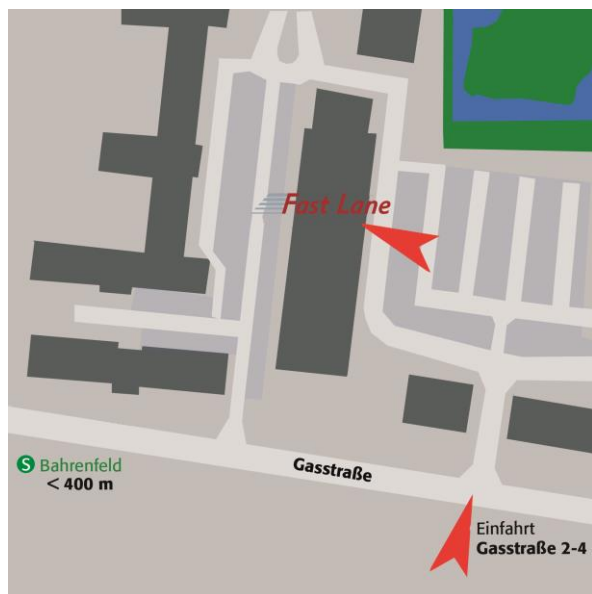 Fast Lane
Gasstraße
S Bahrenfeld
< 400 m
Einfahrt
Gasstraße 2-4